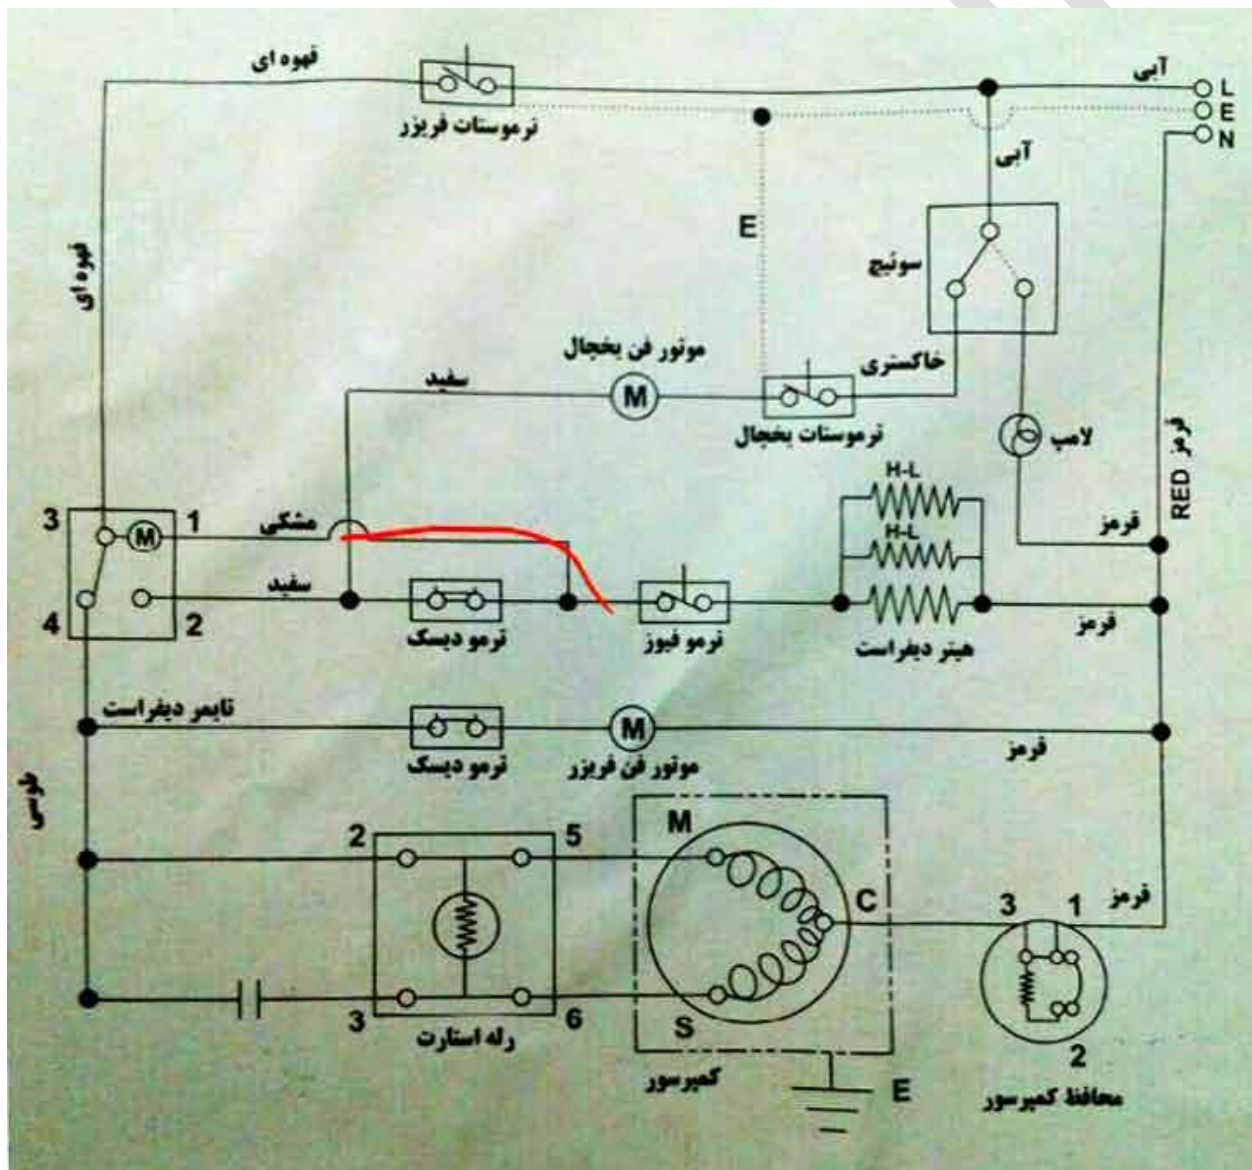 قهوه ای
آبی
L
E
N
ترموستات فریزر
آبی
قهوه ای
E
سوئیچ
موتور فن یخچال
خاکستری
سفید
M
ترموستات یخچال
لامپ
قرمز RED
H-L
3
1
مشکی
H-L
قرمز
M
4
2
سفید
ترمو دیسک
ترمو فیوز
هیتر دیفراست
قرمز
تایمر دیفراست
ترمو دیسک
M
موتور فن فریزر
قرمز
طوسی
2
5
M
C
3
1
قرمز
3
6
S
2
رله استارت
کمپرسور
E
محافظ کمپرسور